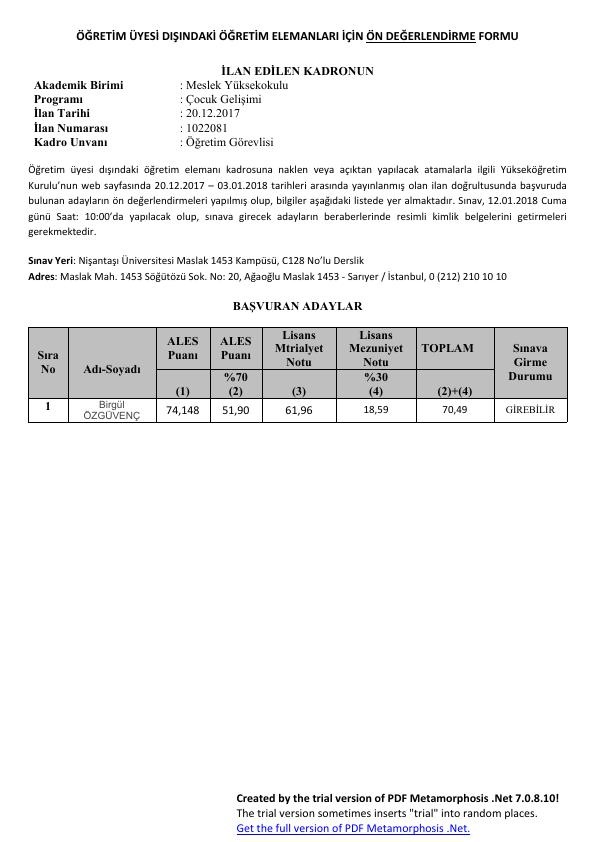 ÖĞRETİM ÜYESİ DIŞINDAKİ ÖĞRETİM ELEMANLARI İÇİN ÖN DEĞERLENDİRME FORMU
İLAN EDİLEN KADRONUN
Akademik Birimi : Meslek Yüksekokulu
Programı : Çocuk Gelişimi
İlan Tarihi : 20.12.2017
İlan Numarası : 1022081
Kadro Unvanı : Öğretim Görevlisi
Öğretim üyesi dışındaki öğretim elemanı kadrosuna naklen veya açıktan yapılacak atamalarla ilgili Yükseköğretim
Kurulu’nun web sayfasında 20.12.2017 – 03.01.2018 tarihleri arasında yayınlanmış olan ilan doğrultusunda başvuruda
bulunan adayların ön değerlendirmeleri yapılmış olup, bilgiler aşağıdaki listede yer almaktadır. Sınav, 12.01.2018 Cuma
günü Saat: 10:00’da yapılacak olup, sınava girecek adayların beraberlerinde resimli kimlik belgelerini getirmeleri
gerekmektedir.
Sınav Yeri: Nişantaşı Üniversitesi Maslak 1453 Kampüsü, C128 No’lu Derslik
Adres: Maslak Mah. 1453 Söğütözü Sok. No: 20, Ağaoğlu Maslak 1453 - Sarıyer / İstanbul, 0 (212) 210 10 10
BAŞVURAN ADAYLAR
Sıra
No
Adı-Soyadı
ALES
Puanı
(1)
ALES
Puanı
%70
(2)
Lisans
Mtrialyet
Notu
(3)
Lisans
Mezuniyet
Notu
%30
(4)
TOPLAM
(2)+(4)
Sınava
Girme
Durumu
1
Birgül
ÖZGÜVENÇ
74,148
51,90
61,96
18,59
70,49
GİREBİLİR
Created by the trial version of PDF Metamorphosis .Net 7.0.8.10!
The trial version sometimes inserts "trial" into random places.
Get the full version of PDF Metamorphosis .Net.